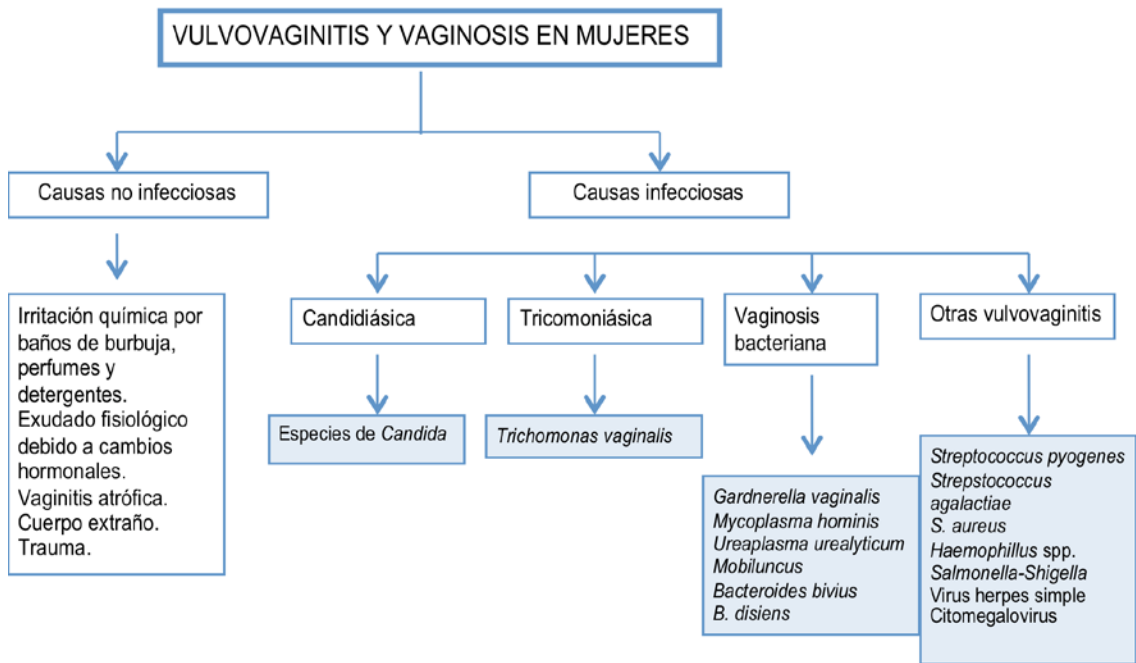 VULVOVAGINITIS Y VAGINOSIS EN MUJERES
Causas no infecciosas
Causas infecciosas
Irritación química por
baños de burbuja,
perfumes y
detergentes.
Exudado fisiológico
debido a cambios
hormonales.
Vaginitis atrófica.
Cuerpo extraño.
Trauma.
Candidiásica
Tricomoniásica
Vaginosis
bacteriana
Otras vulvovaginitis
Especies de Candida
Trichomonas vaginalis
Gardnerella vaginalis
Mycoplasma hominis
Ureaplasma urealyticum
Mobiluncus
Bacteroides bivius
B. disiens
Streptococcus pyogenes
Strepstococcus
agalactiae
S. aureus
Haemophillus spp.
Salmonella-Shigella
Virus herpes simple
Citomegalovirus